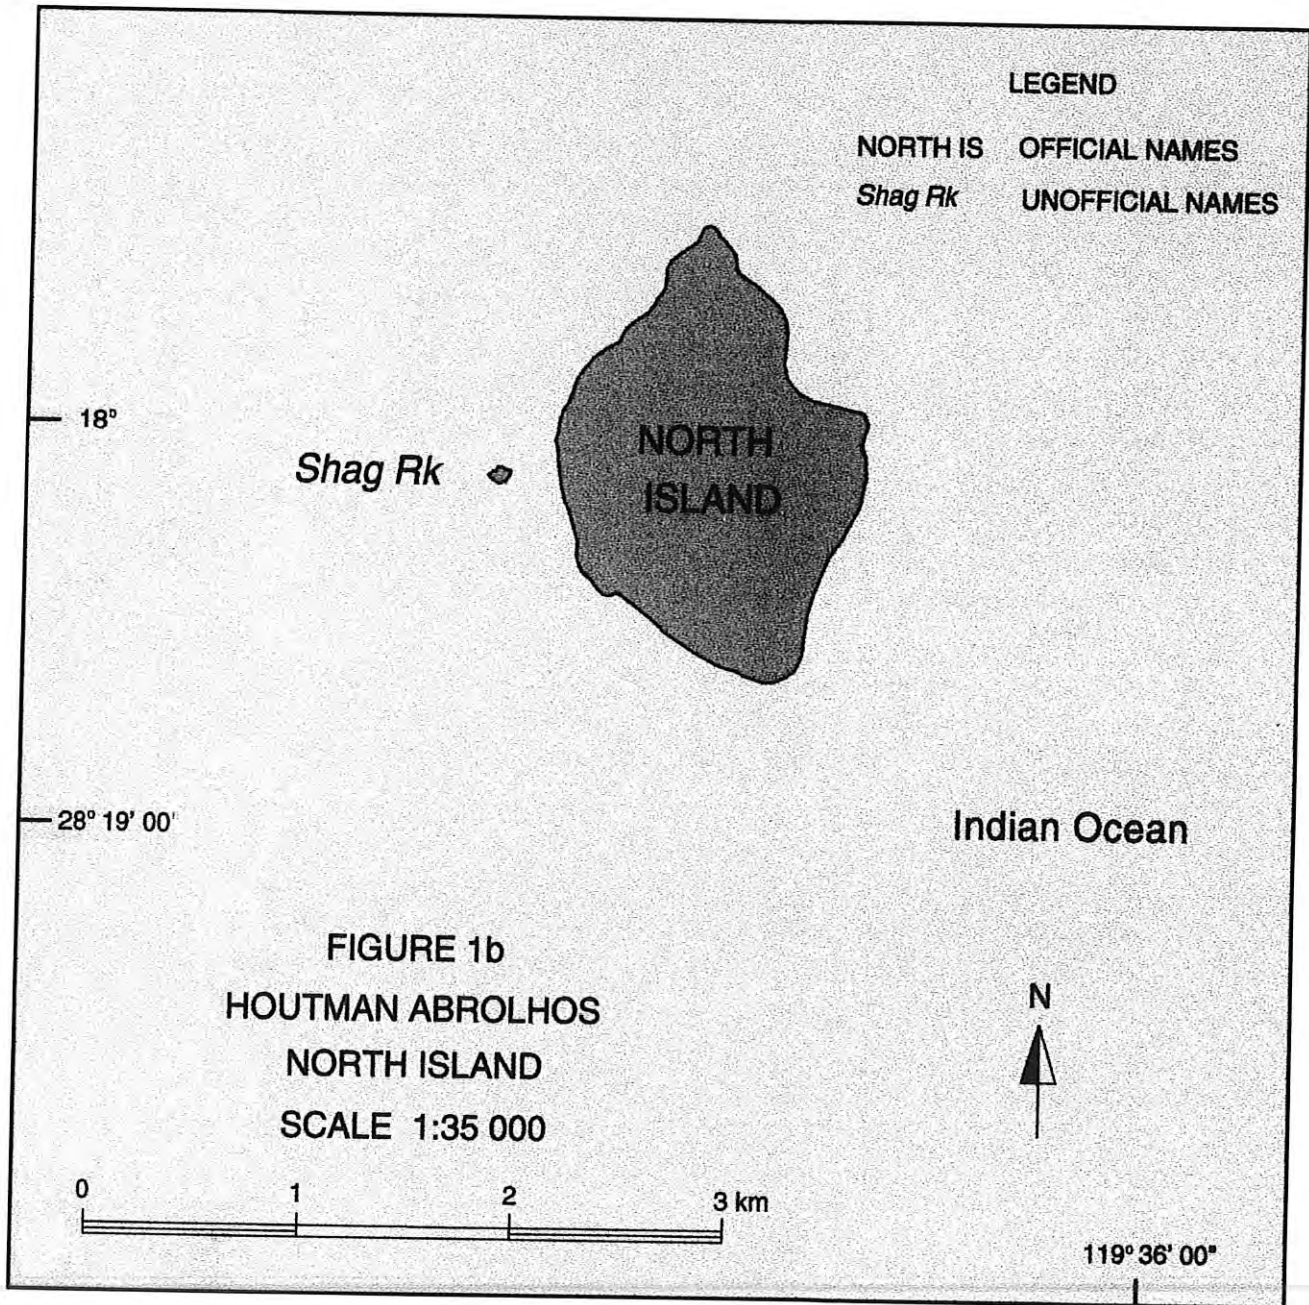 LEGEND
NORTH IS OFFICIAL NAMES
Shag Rk UNOFFICIAL NAMES
18°
NORTH
ISLAND
Shag Rk
28° 19' 00'
Indian Ocean
FIGURE 1b
HOUTMAN ABROLHOS
NORTH ISLAND
SCALE 1:35 000
N
0 1 2 3 km
119° 36' 00"